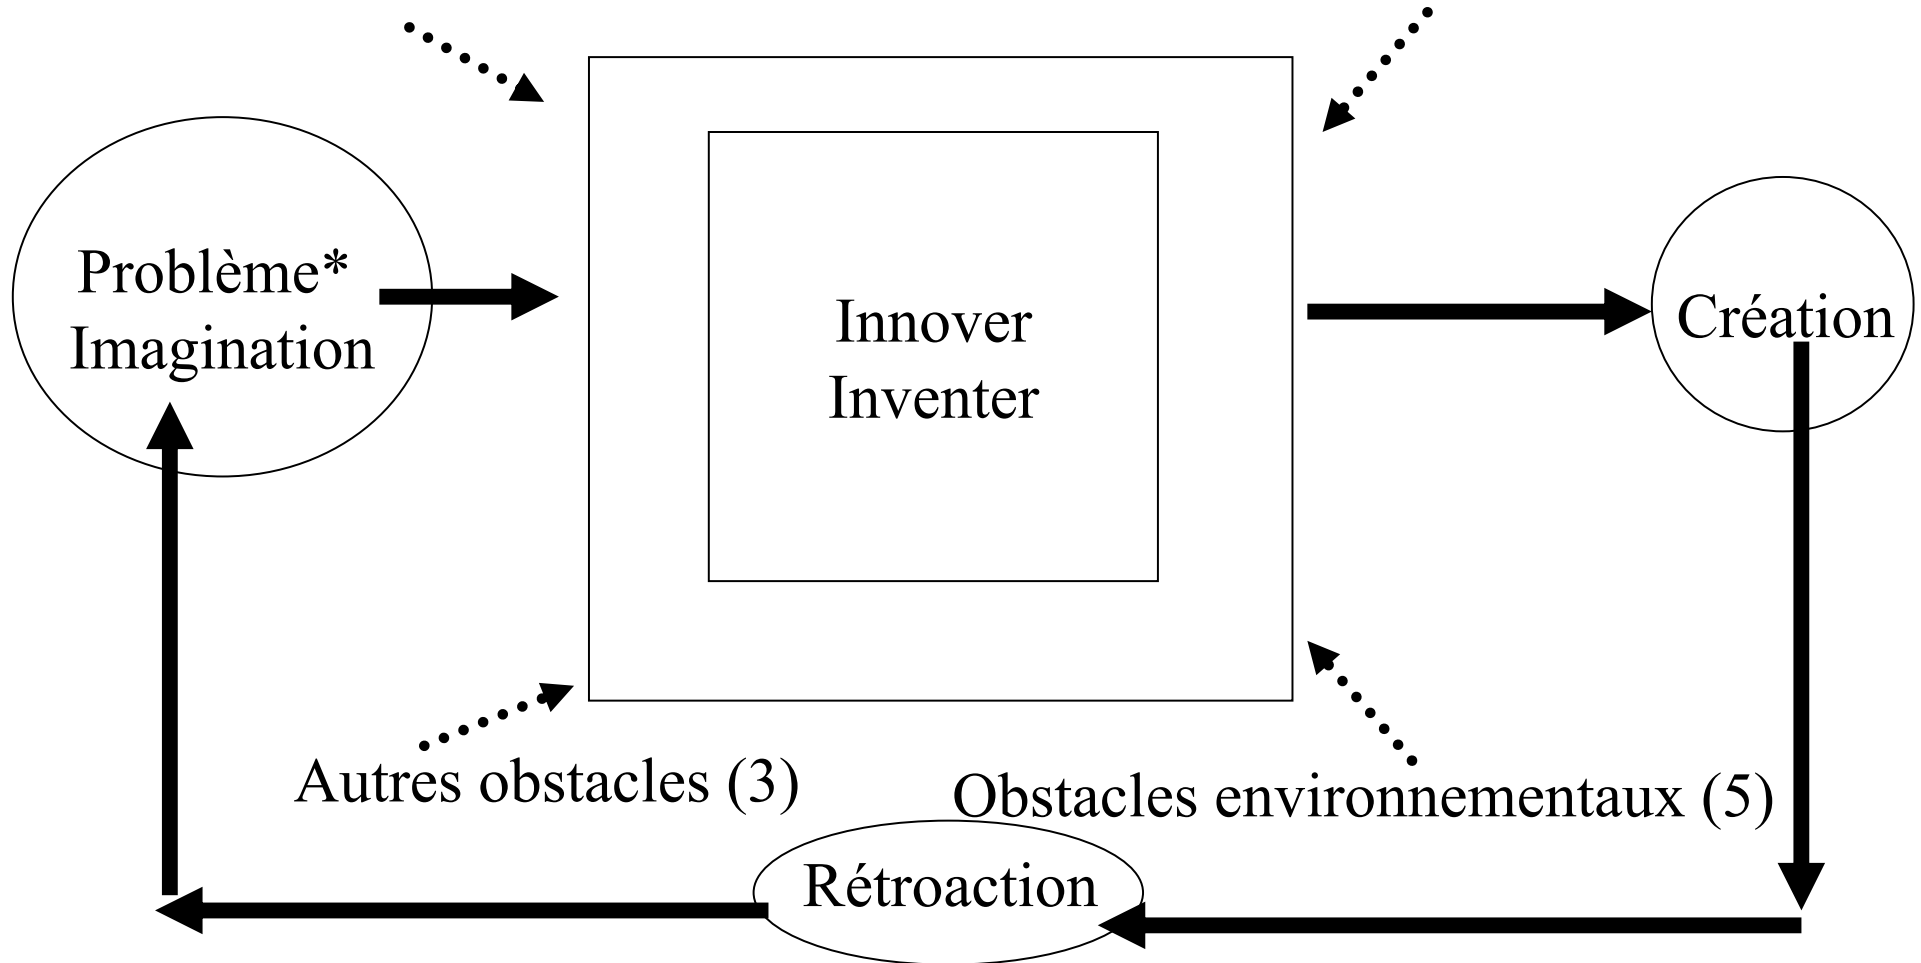 Problème*
Imagination
Innover
Inventer
Création
Autres obstacles (3)
Obstacles environnementaux (5)
Rétroaction